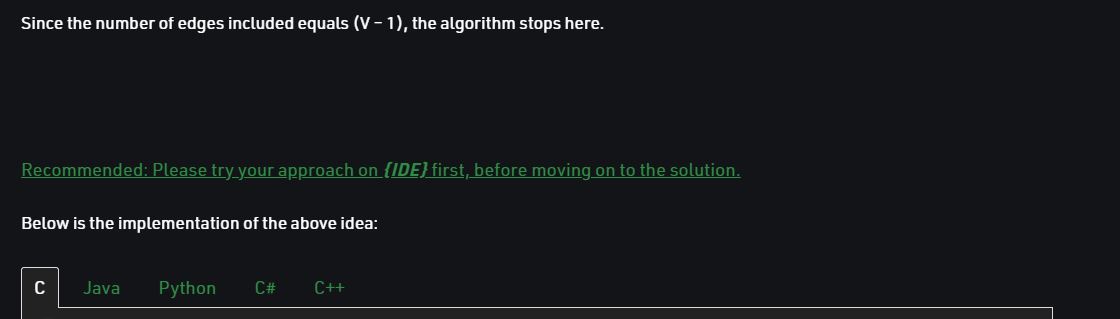 Since the number of edges included equals (V – 1), the algorithm stops here.
Recommended: Please try your approach on {IDE} first, before moving on to the solution.
Below is the implementation of the above idea:
C Java Python C# C++